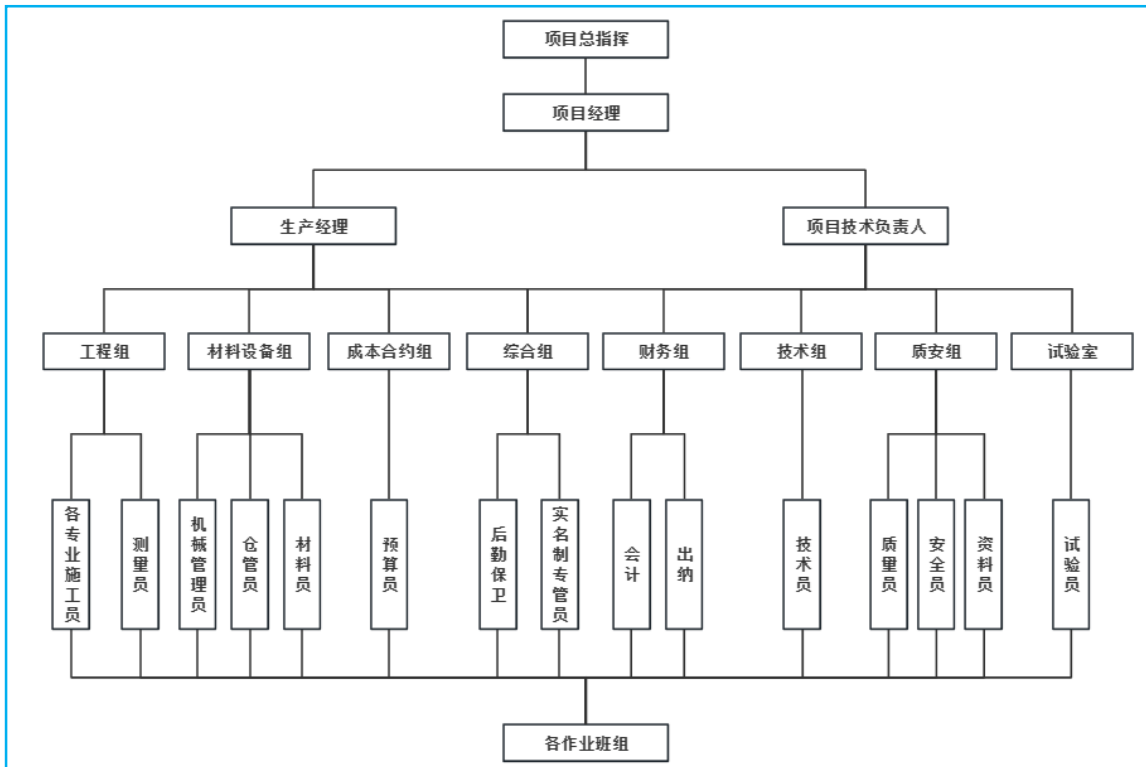 项目总指挥
项目经理
生产经理
项目技术负责人
工程组
材料设备组
成本合约组
综合组
财务组
技术组
质安组
试验室
各专业施工员
测量员
机械管理员
仓管员
材料员
预算员
后勤保卫
实名制专管员
会计
出纳
技术员
质量员
安全员
资料员
试验员
各作业班组